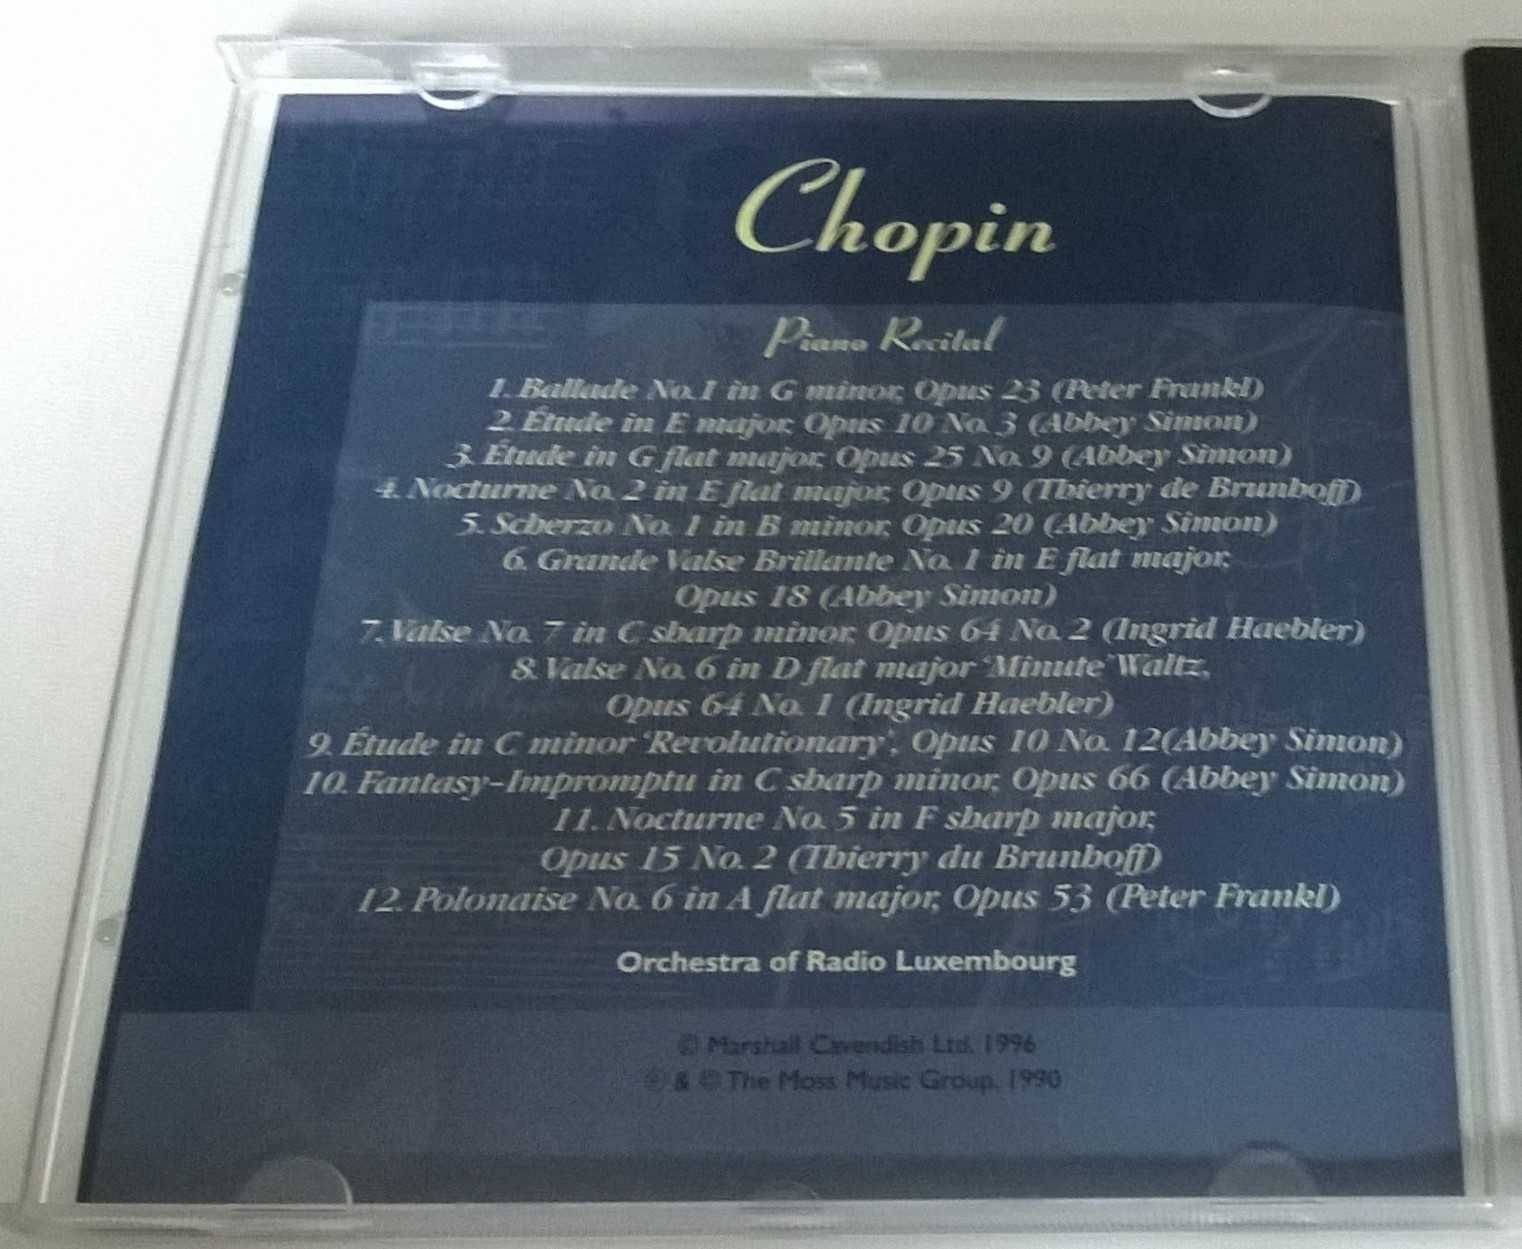 Chopin
Piano Recital
1. Ballade No.1 in G minor, Opus 23 (Peter Frankl)
2. Étude in E major, Opus 10 No. 3 (Abbey Simon)
3. Étude in G flat major, Opus 25 No. 9 (Abbey Simon)
4. Nocturne No. 2 in E flat major, Opus 9 (Thierry de Brunhoff)
5. Scherzo No. 1 in B minor, Opus 20 (Abbey Simon)
6. Grande Valse Brillante No. 1 in E flat major,
Opus 18 (Abbey Simon)
7. Valse No. 7 in C sharp minor, Opus 64 No. 2 (Ingrid Haebler)
8. Valse No. 6 in D flat major ‘Minute’ Waltz,
Opus 64 No. 1 (Ingrid Haebler)
9. Étude in C minor ‘Revolutionary’, Opus 10 No. 12(Abbey Simon)
10. Fantasy-Impromptu in C sharp minor, Opus 66 (Abbey Simon)
11. Nocturne No. 5 in F sharp major,
Opus 15 No. 2 (Thierry du Brunhoff)
12. Polonaise No. 6 in A flat major, Opus 53 (Peter Frankl)
Orchestra of Radio Luxembourg
© Marshall Cavendish Ltd. 1996
℗ & © The Moss Music Group. 1990